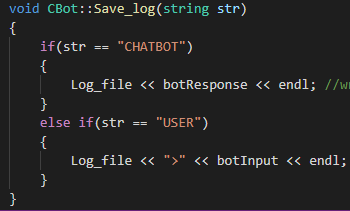 void CBot::Save_log(string str)
{
    if(str == "CHATBOT")
    {
        Log_file << botResponse << endl; //w
    }
    else if(str == "USER")
    {
        Log_file << ">" << botInput << endl;
    }
}